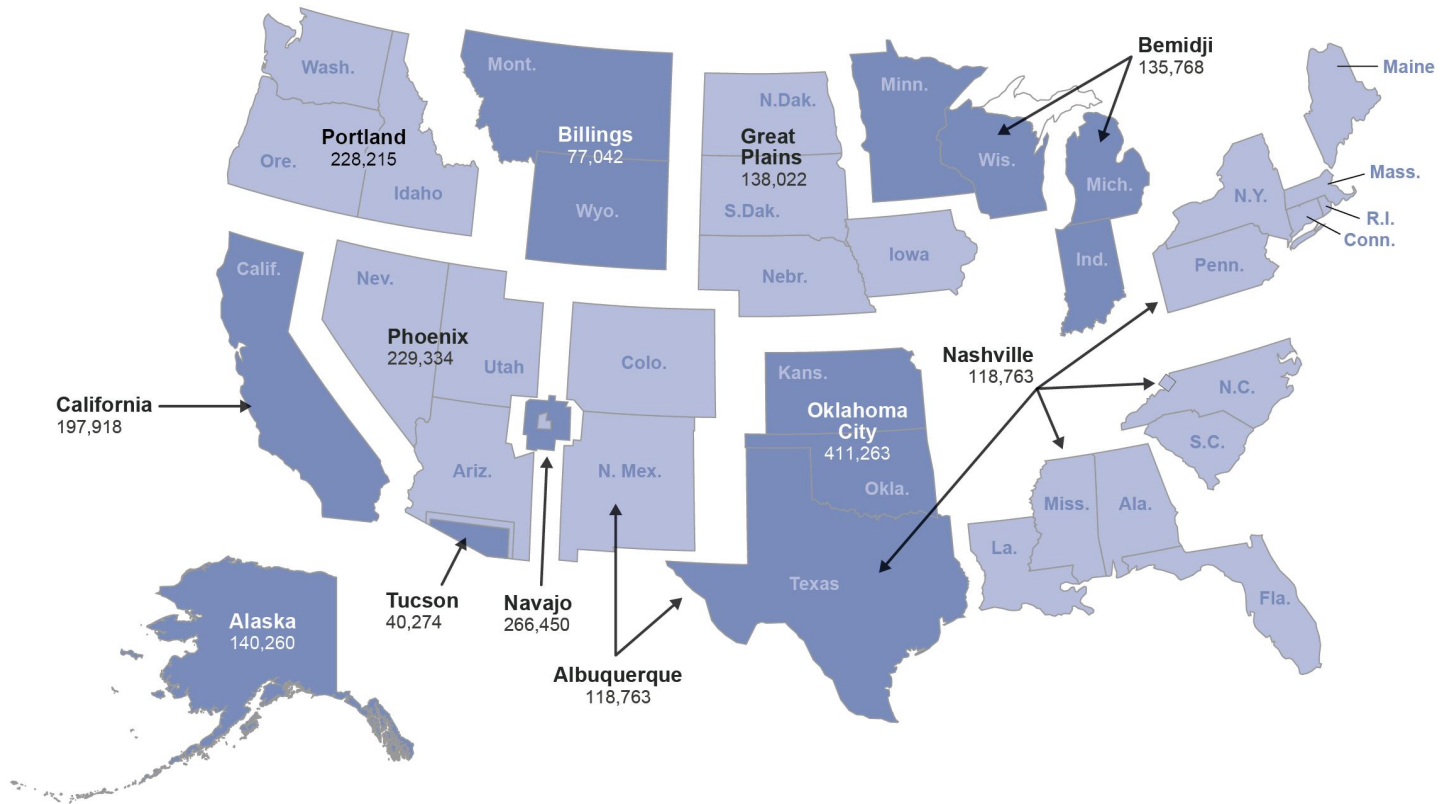 Wash.
Ore.
Idaho
Portland
228,215
Mont.
Wyo.
Billings
77,042
N.Dak.
Great
Plains
138,022
S.Dak.
Nebr.
Iowa
Minn.
Wis.
Mich.
Ind.
Bemidji
135,768
Maine
Mass.
R.I.
Conn.
N.Y.
Penn.
Calif.
California
197,918
Nev.
Phoenix
229,334
Utah
Ariz.
Colo.
N. Mex.
Kans.
Oklahoma
City
411,263
Okla.
Texas
Nashville
118,763
N.C.
S.C.
Miss.
Ala.
La.
Fla.
Alaska
140,260
Tucson
40,274
Navajo
266,450
Albuquerque
118,763